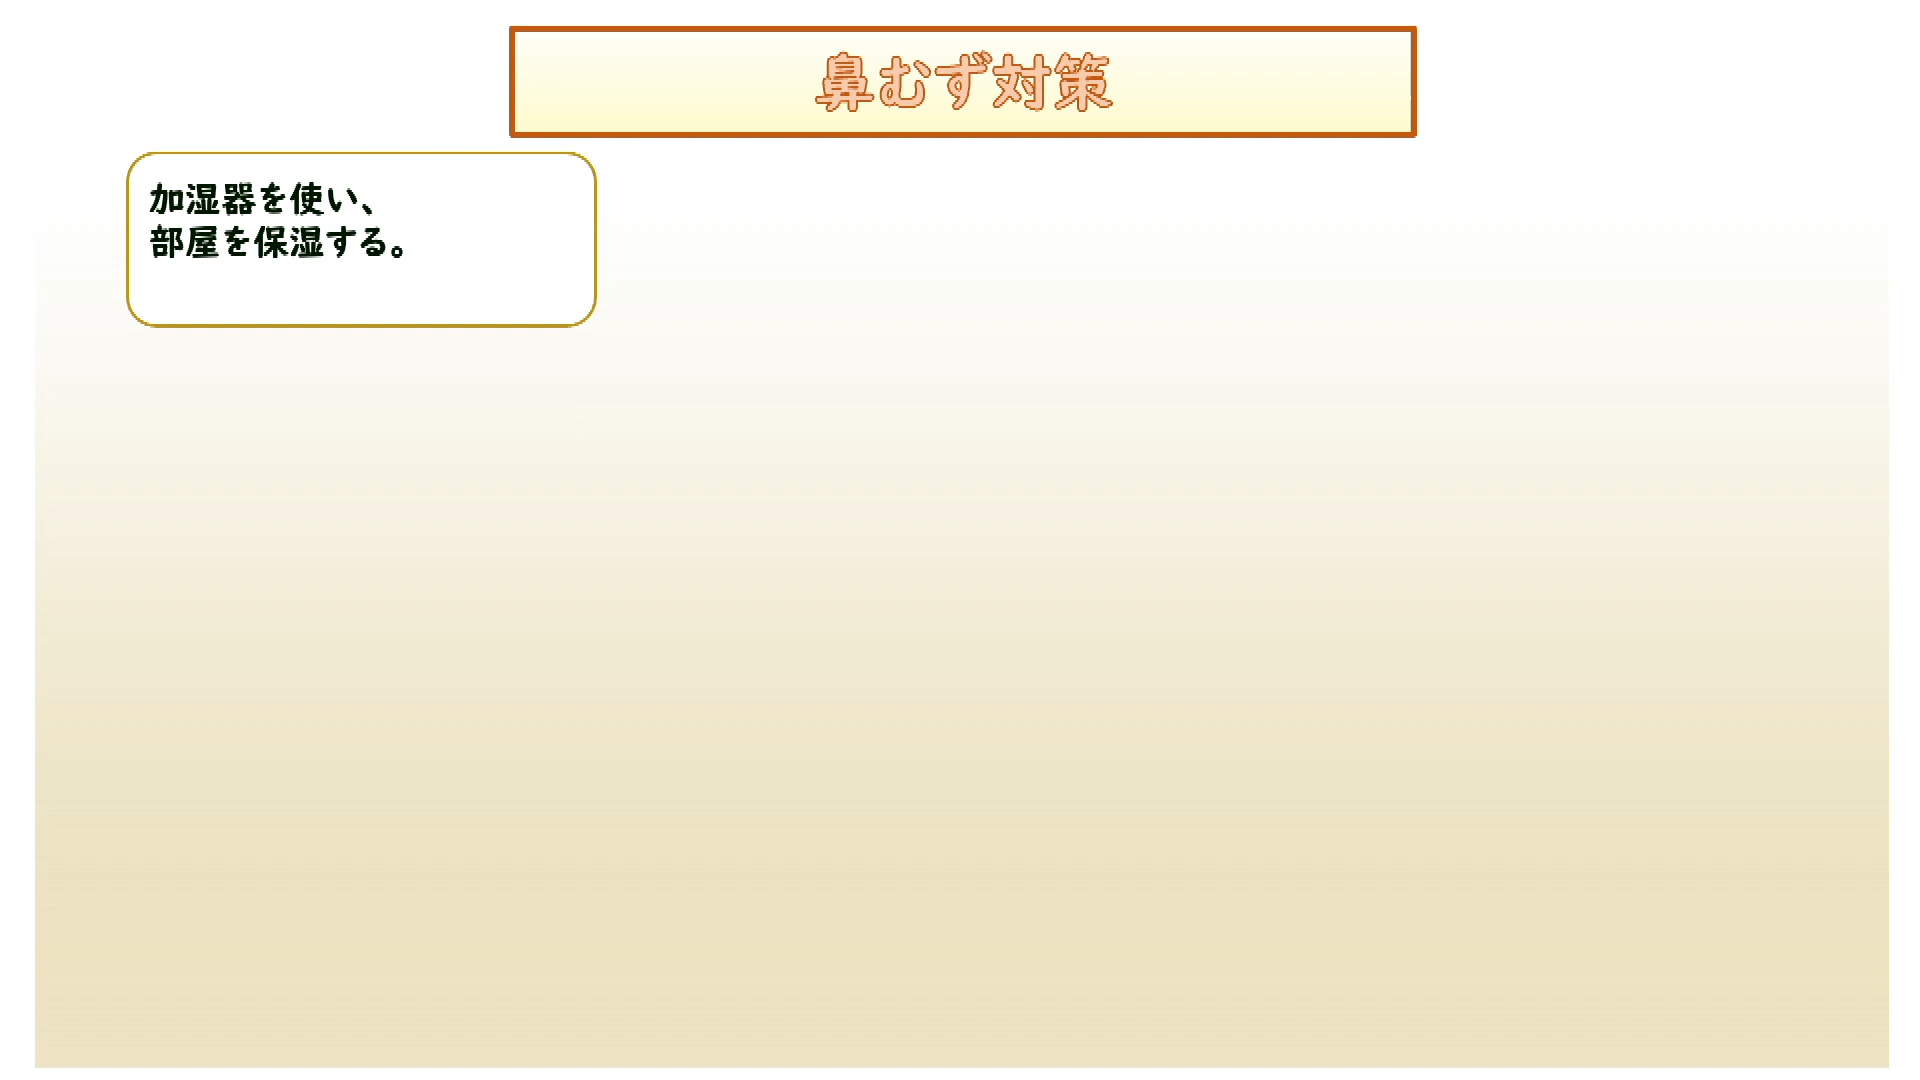 鼻むず対策
加湿器を使い、
部屋を保湿する。